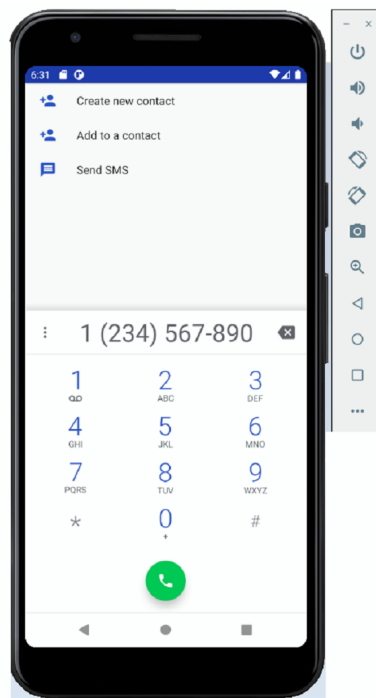 6:31
Create new contact
Add to a contact
Send SMS
1 (234) 567-890
1 2 3
ABC DEF
4 5 6
GHI JKL MNO
7 8 9
PQRS TUV WXYZ
* 0 #
+